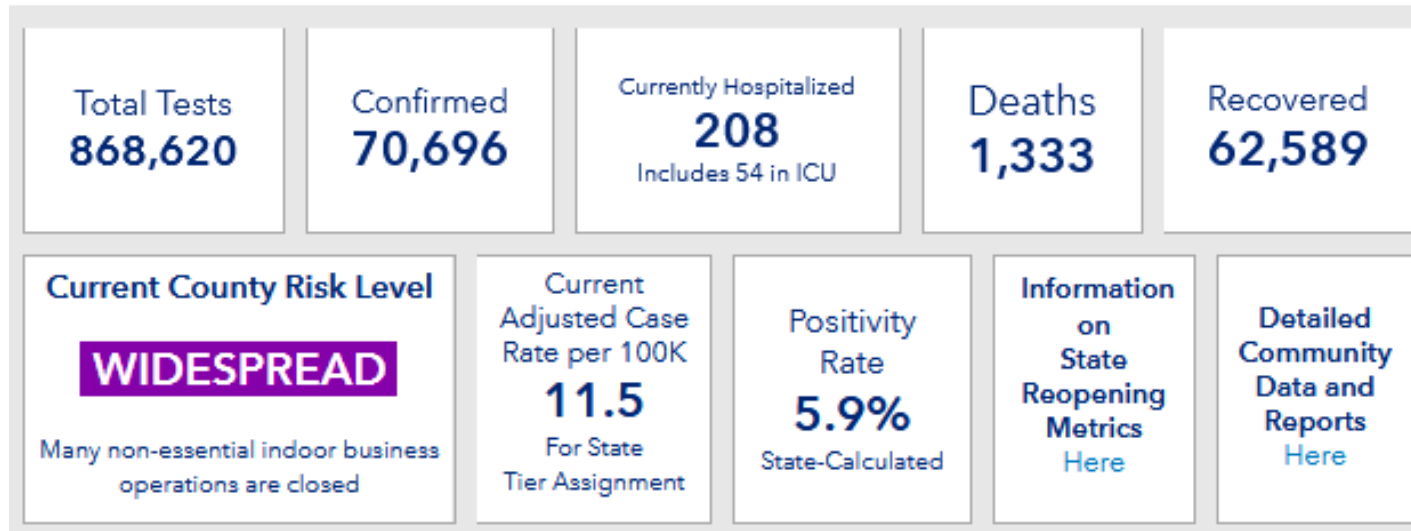 Total Tests
868,620
Confirmed
70,696
Currently Hospitalized
208
Includes 54 in ICU
Deaths
1,333
Recovered
62,589
Current County Risk Level
WIDESPREAD
Many non-essential indoor business
operations are closed
Current
Adjusted Case
Rate per 100K
11.5
For State
Tier Assignment
Positivity
Rate
5.9%
State-Calculated
Information
on
State
Reopening
Metrics
Here
Detailed
Community
Data and
Reports
Here